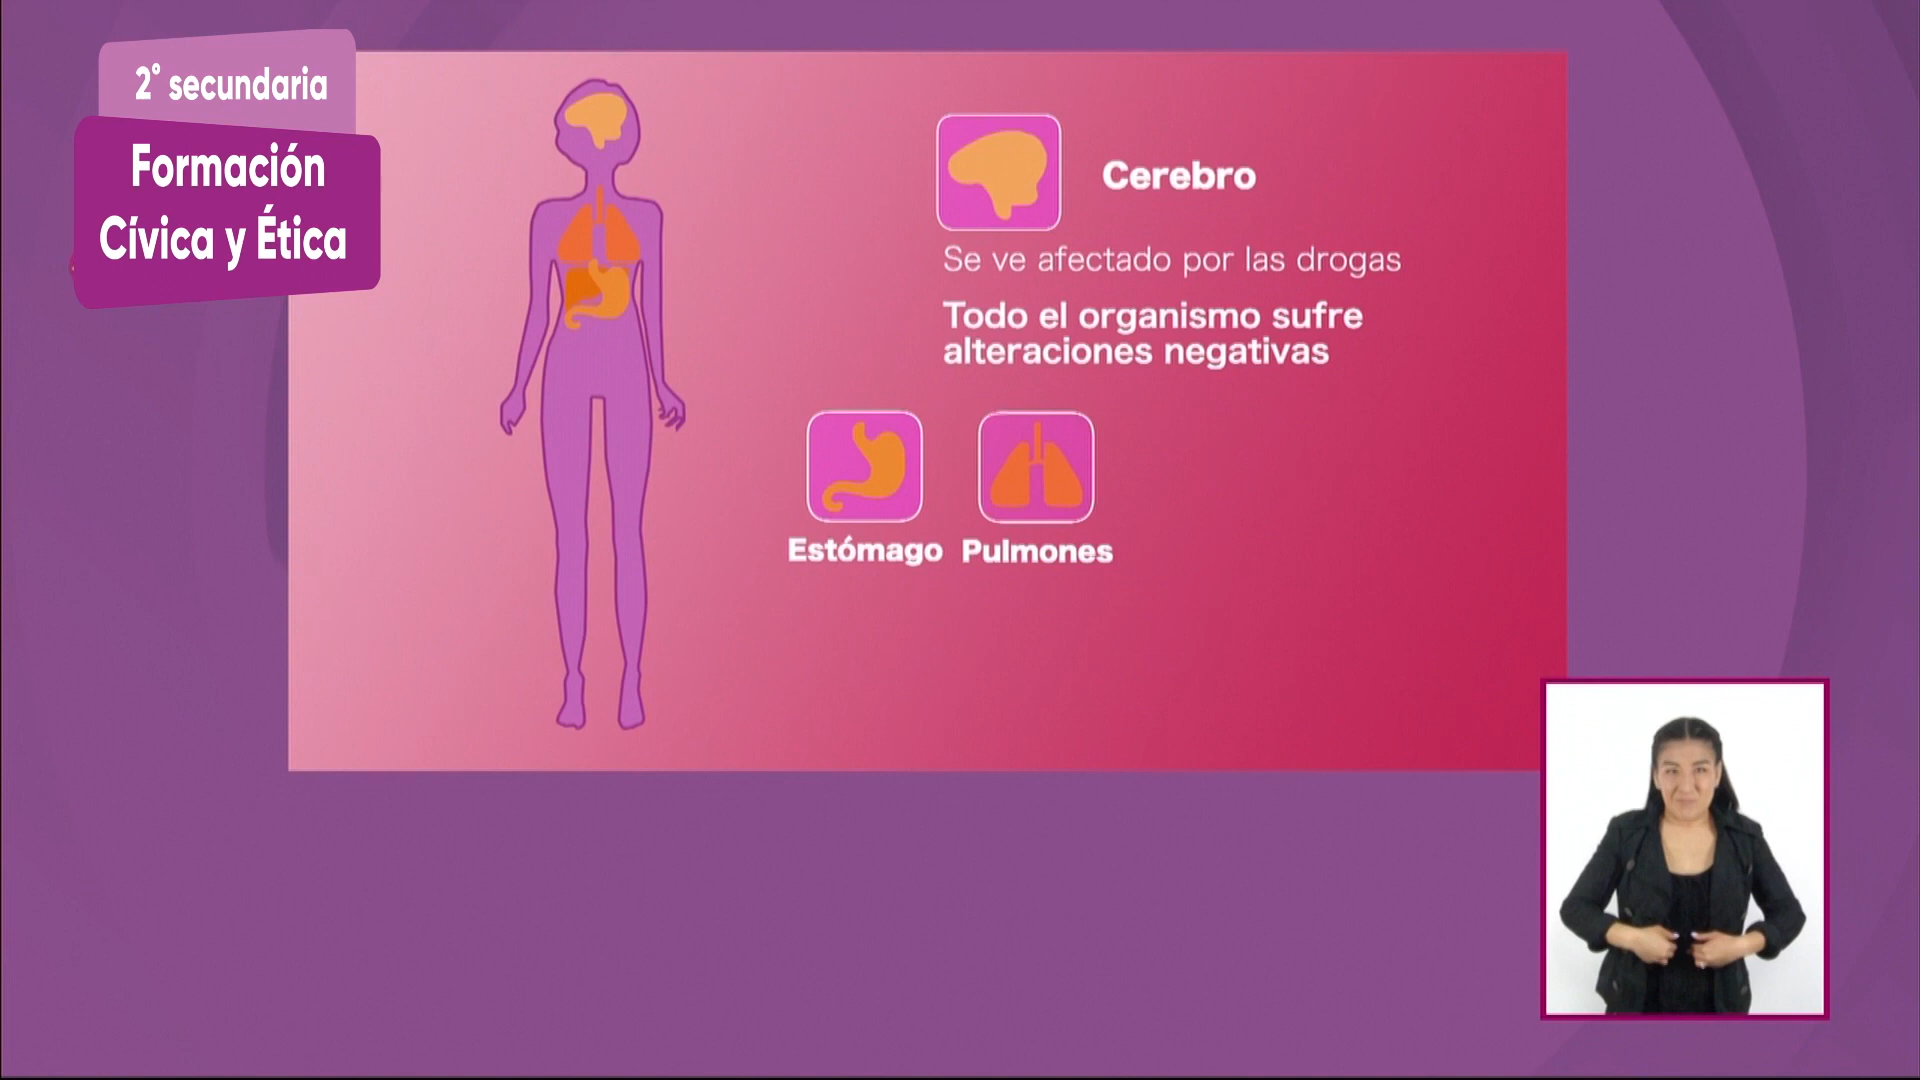 2° secundaria
Formación
Cívica y Ética
Cerebro
Se ve afectado por las drogas
Todo el organismo sufre
alteraciones negativas
Estómago
Pulmones